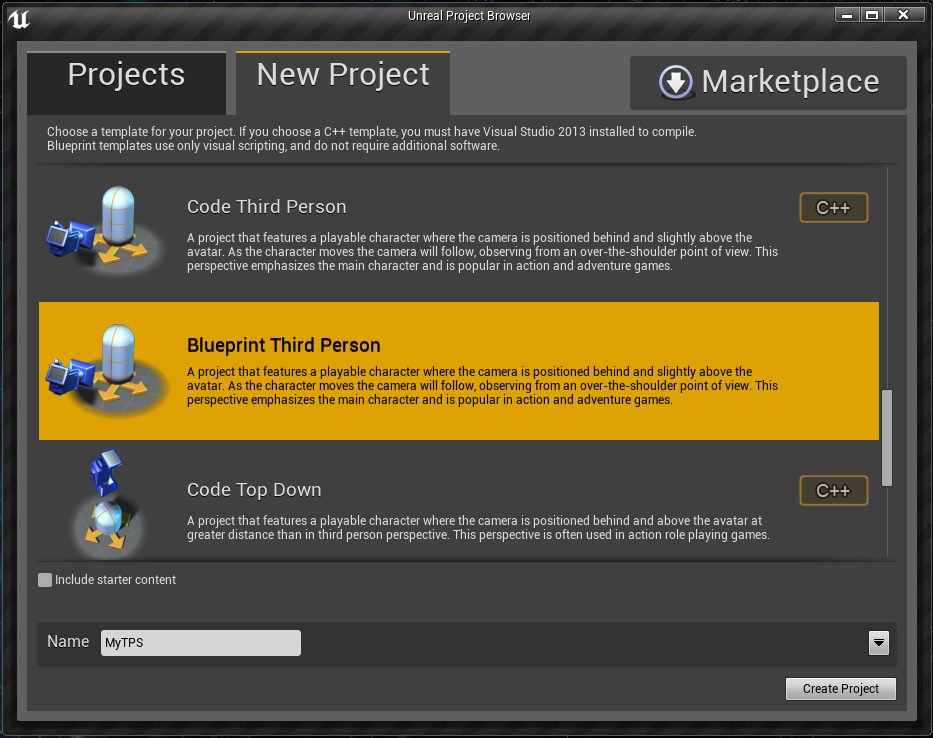 Unreal Project Browser
Projects
New Project
Marketplace
Choose a template for your project. If you choose a C++ template, you must have Visual Studio 2013 installed to compile.
Blueprint templates use only visual scripting, and do not require additional software.
Code Third Person
C++
A project that features a playable character where the camera is positioned behind and slightly above the
avatar. As the character moves the camera will follow, observing from an over-the-shoulder point of view. This
perspective emphasizes the main character and is popular in action and adventure games.
Blueprint Third Person
A project that features a playable character where the camera is positioned behind and slightly above the
avatar. As the character moves the camera will follow, observing from an over-the-shoulder point of view. This
perspective emphasizes the main character and is popular in action and adventure games.
Code Top Down
C++
A project that features a playable character where the camera is positioned behind and above the avatar at
greater distance than in third person perspective. This perspective is often used in action role playing games.
Include starter content
Name
MyTPS
Create Project